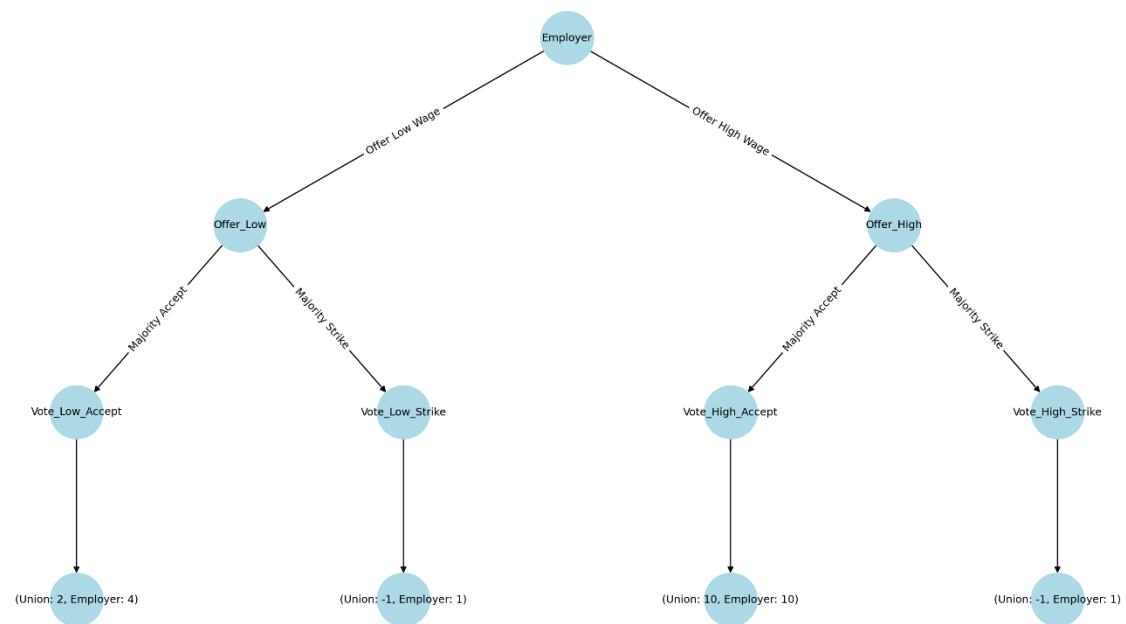 Employer
Offer Low Wage
Offer High Wage
Offer_Low
Offer_High
Majority Accept
Majority Strike
Majority Accept
Majority Strike
Vote_Low_Accept
Vote_Low_Strike
Vote_High_Accept
Vote_High_Strike
(Union: 2, Employer: 4)
(Union: -1, Employer: 1)
(Union: 10, Employer: 10)
(Union: -1, Employer: 1)